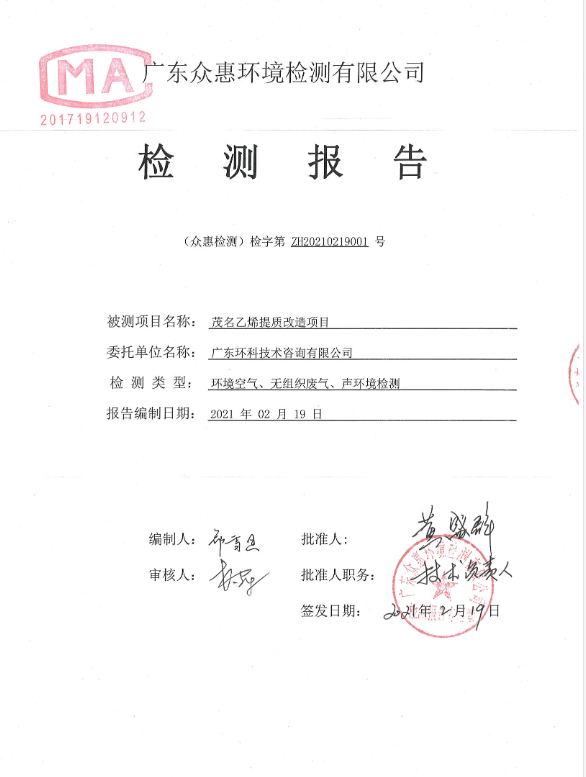 MA
广东众惠环境检测有限公司
201719120912
检测报告
（众惠检测）检字第 ZH20210219001 号
被测项目名称： 茂名乙烯提质改造项目
委托单位名称： 广东环科技术咨询有限公司
检 测 类 型： 环境空气、无组织废气、声环境检测
报告编制日期： 2021 年 02 月 19 日
编制人：
批准人:
审核人：
批准人职务： 技术负责人
签发日期： 2021年2月19日